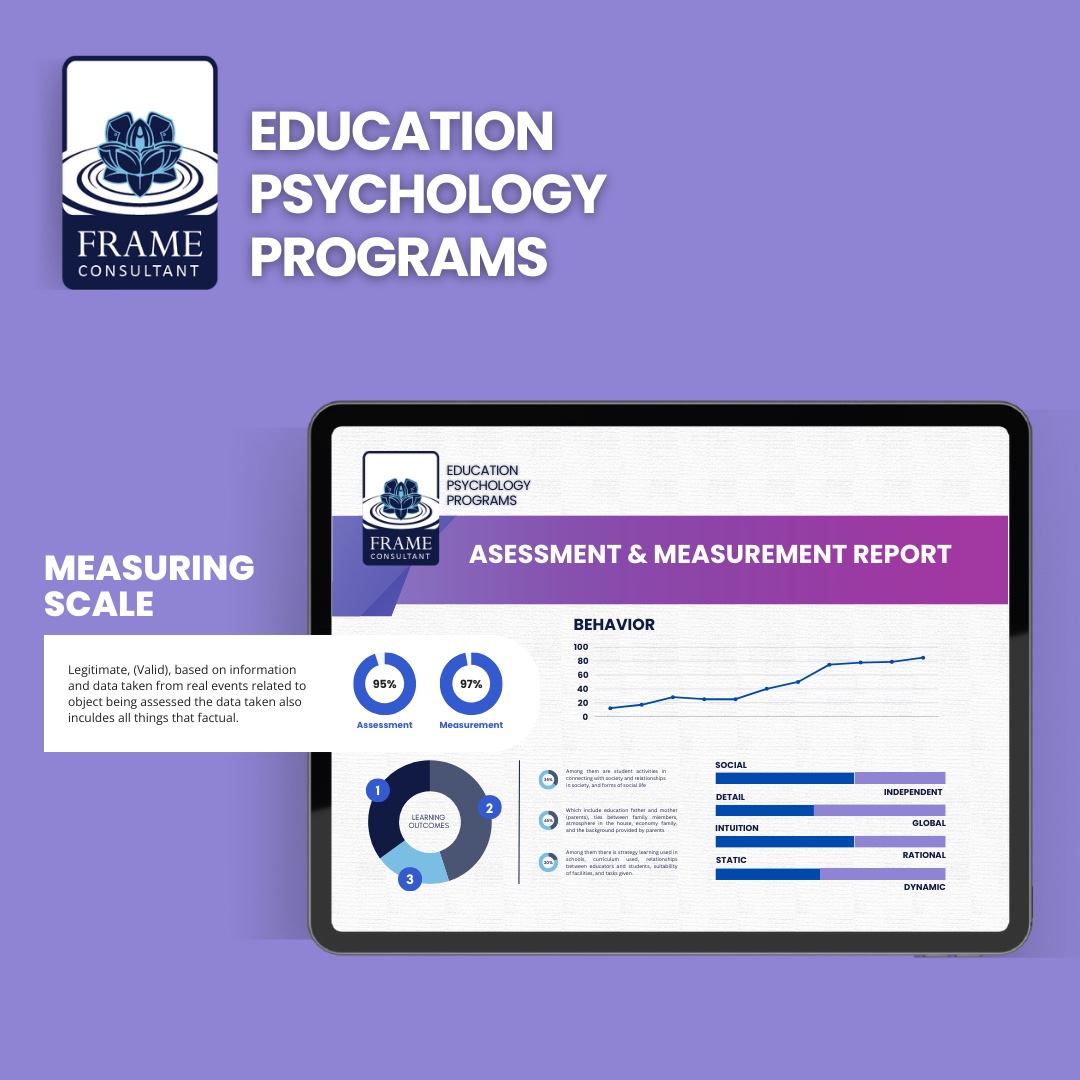 FRAME
CONSULTANT
EDUCATION
PSYCHOLOGY
PROGRAMS
EDUCATION
PSYCHOLOGY
PROGRAMS
FRAME
CONSULTANT
ASESSMENT & MEASUREMENT REPORT
MEASURING
SCALE
Legitimate, (Valid), based on information
and data taken from real events related to
object being assessed the data taken also
inculdes all things that factual.
95%
Assessment
97%
Measurement
BEHAVIOR
100
80
60
40
20
0
1
2
3
LEARNING
OUTCOMES
Among them are student activities in
connecting with society and relationships
in society, and forms of social life
Which include education father and mother
(parents), ties between family members,
atmosphere in the house, economy family,
and the background provided by parents
30%
Among them there is strategy learning used in
schools, curriculum used, relationships
between educators and students, suitability
of facilities, and tasks given.
SOCIAL
INDEPENDENT
DETAIL
GLOBAL
INTUITION
RATIONAL
STATIC
DYNAMIC